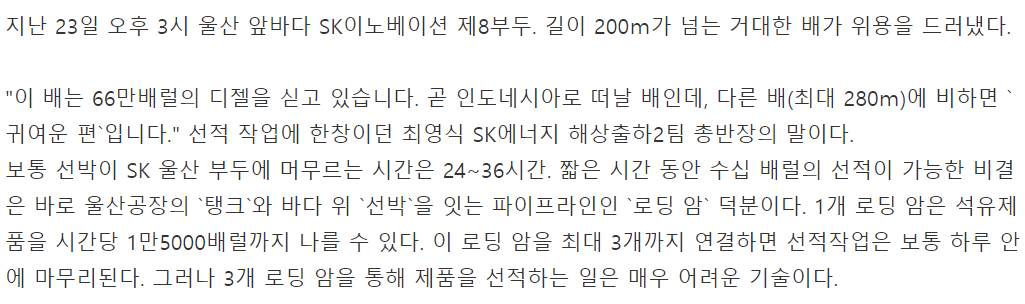 지난 23일 오후 3시 울산 앞바다 SK이노베이션 제8부두. 길이 200m가 넘는 거대한 배가 위용을 드러냈다.
"이 배는 66만배럴의 디젤을 싣고 있습니다. 곧 인도네시아로 떠날 배인데, 다른 배(최대 280m)에 비하면 `
귀여운 편`입니다." 선적 작업에 한창이던 최영식 SK에너지 해상출하2팀 총반장의 말이다.
보통 선박이 SK 울산 부두에 머무르는 시간은 24~36시간. 짧은 시간 동안 수십 배럴의 선적이 가능한 비결
은 바로 울산공장의 `탱크`와 바다 위 `선박`을 잇는 파이프라인인 `로딩 암` 덕분이다. 1개 로딩 암은 석유제
품을 시간당 1만5000배럴까지 나를 수 있다. 이 로딩 암을 최대 3개까지 연결하면 선적작업은 보통 하루 안
에 마무리된다. 그러나 3개 로딩 암을 통해 제품을 선적하는 일은 매우 어려운 기술이다.